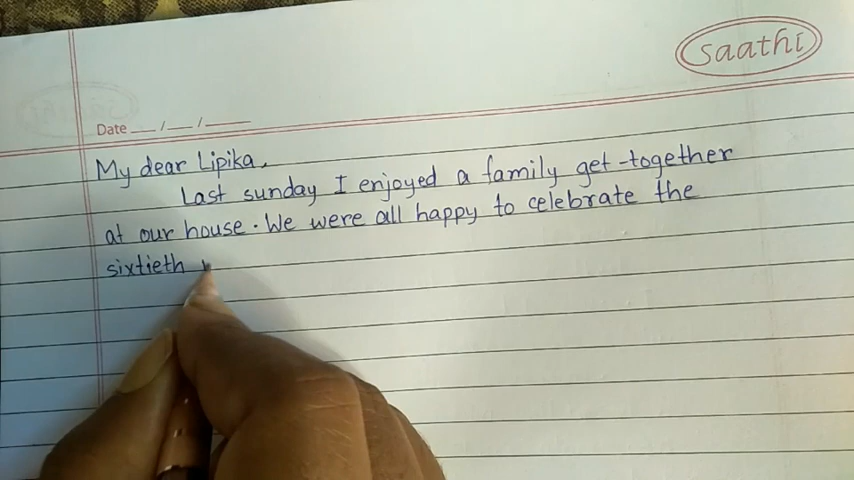 saathi
Date __/__/____
My dear Lipika,
Last sunday I enjoyed a family get-together
at our house. We were all happy to celebrate the
sixtieth